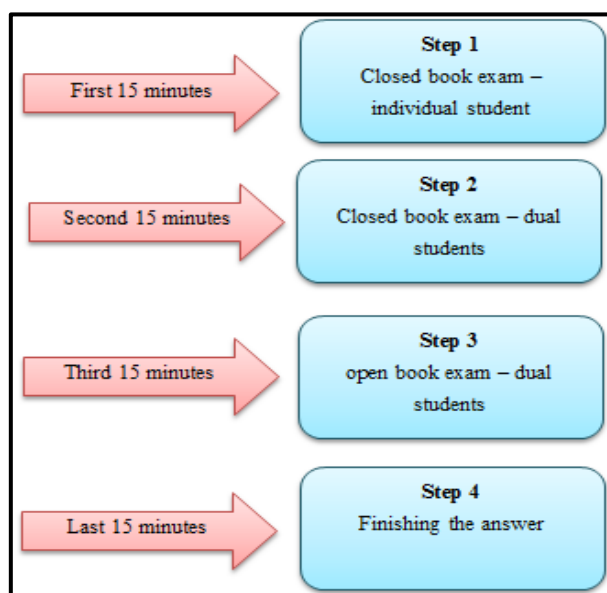 First 15 minutes
Step 1
Closed book exam –
individual student
Second 15 minutes
Step 2
Closed book exam – dual
students
Third 15 minutes
Step 3
open book exam – dual
students
Last 15 minutes
Step 4
Finishing the answer